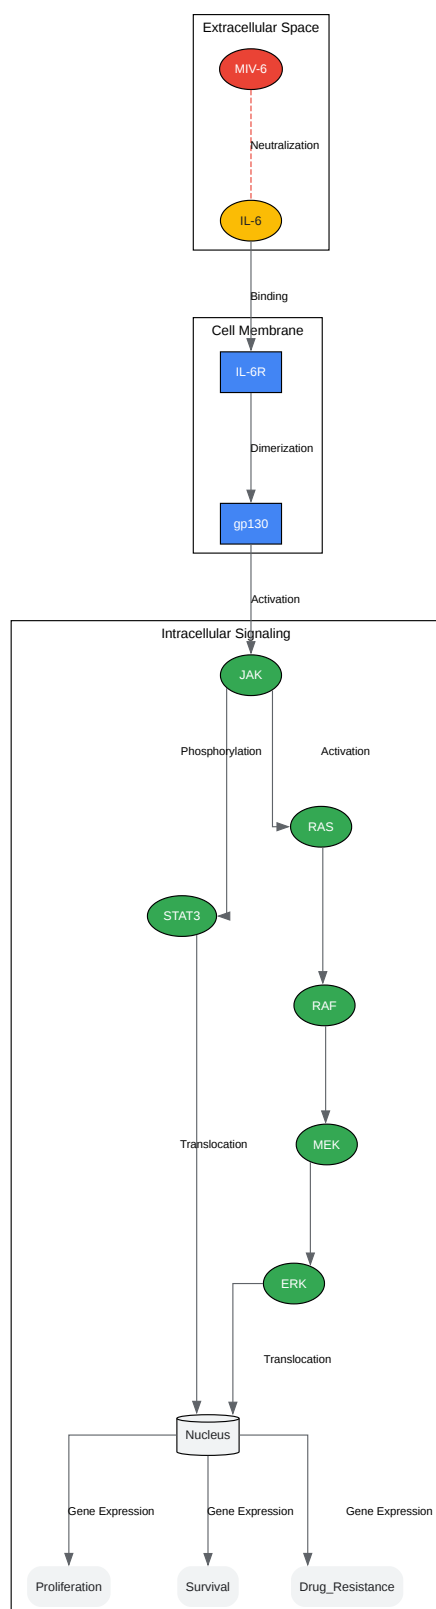 Extracellular Space
MIV-6
Neutralization
IL-6
Binding
Cell Membrane
IL-6R
Dimerization
gp130
Activation
Intracellular Signaling
JAK
Phosphorylation
Activation
RAS
STAT3
RAF
MEK
Translocation
ERK
Translocation
Nucleus
Gene Expression
Gene Expression
Gene Expression
Proliferation
Survival
Drug_Resistance